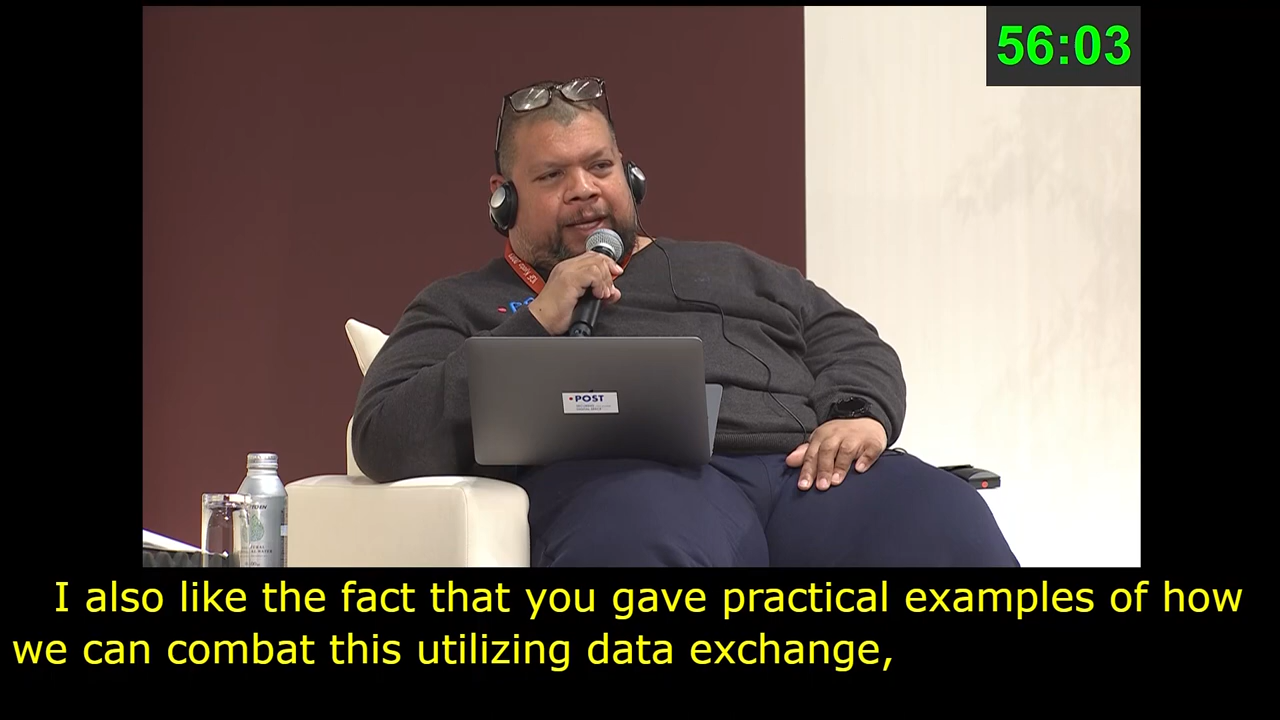 56:03
POST
I also like the fact that you gave practical examples of how
we can combat this utilizing data exchange,